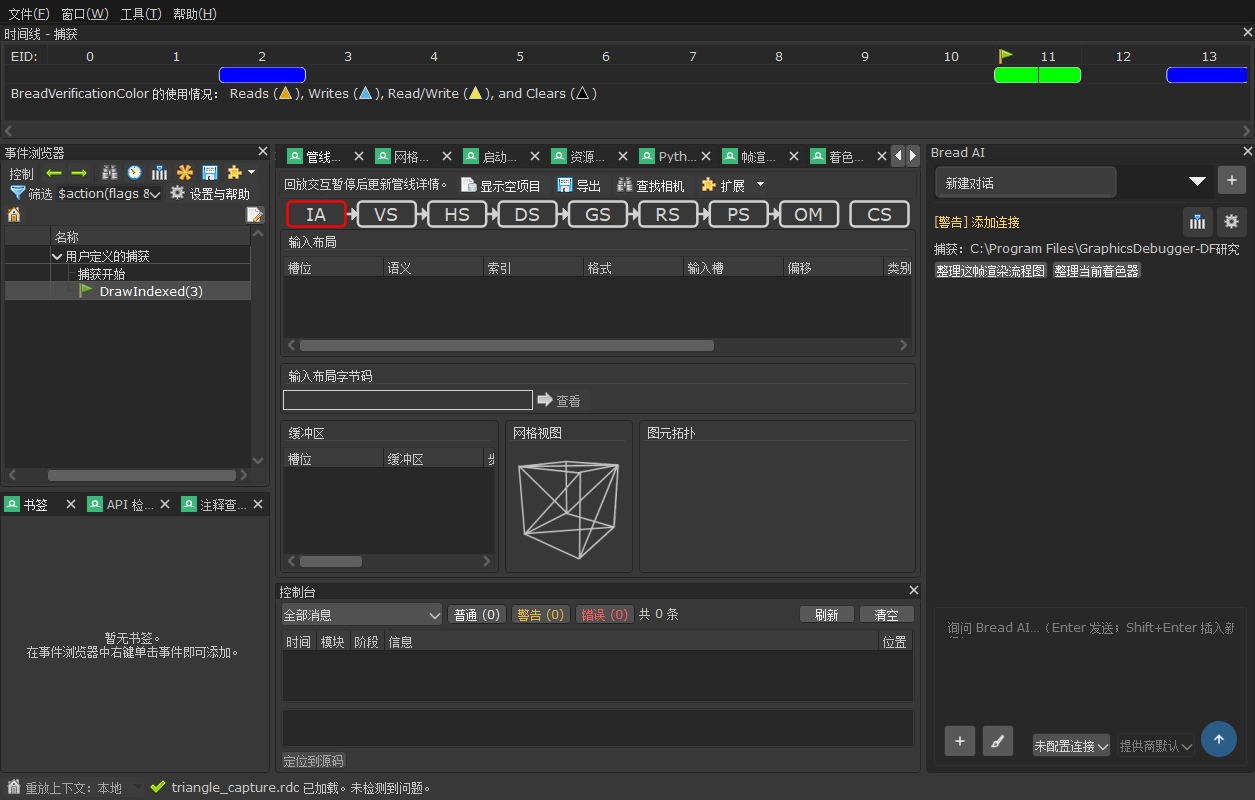 文件(F) 窗口(W) 工具(T) 帮助(H)
时间线 - 捕获
EID: 0 1 2 3 4 5 6 7 8 9 10 11 12 13
BreadVerificationColor 的使用情况: Reads ( ), Writes ( ), Read/Write ( ), and Clears ( )
事件浏览器
控制
筛选 $action(flags & 设置与帮助
名称
用户定义的捕获
捕获开始
DrawIndexed(3)
书签 API 检... 注释查...
暂无书签。
在事件浏览器中右键单击事件即可添加。
管线... 网格... 启动... 资源... Pyth... 帧渲... 着色...
回放交互暂停后更新管线详情。 显示空项目 导出 查找相机 扩展
IA VS HS DS GS RS PS OM CS
输入布局
槽位 语义 索引 格式 输入槽 偏移 类别
输入布局字节码
查看
缓冲区 网格视图 图元拓扑
槽位 缓冲区
控制台
全部消息 普通 (0) 警告 (0) 错误 (0) 共 0 条 刷新 清空
时间 模块 阶段 信息 位置
定位到源码
Bread AI
新建对话
[警告] 添加连接
捕获: C:\Program Files\GraphicsDebugger-DF研究
整理这帧渲染流程图 整理当前着色器
询问 Bread AI...（Enter 发送；Shift+Enter 插入新
未配置连接 提供商默认
重放上下文: 本地 triangle_capture.rdc 已加载。未检测到问题。